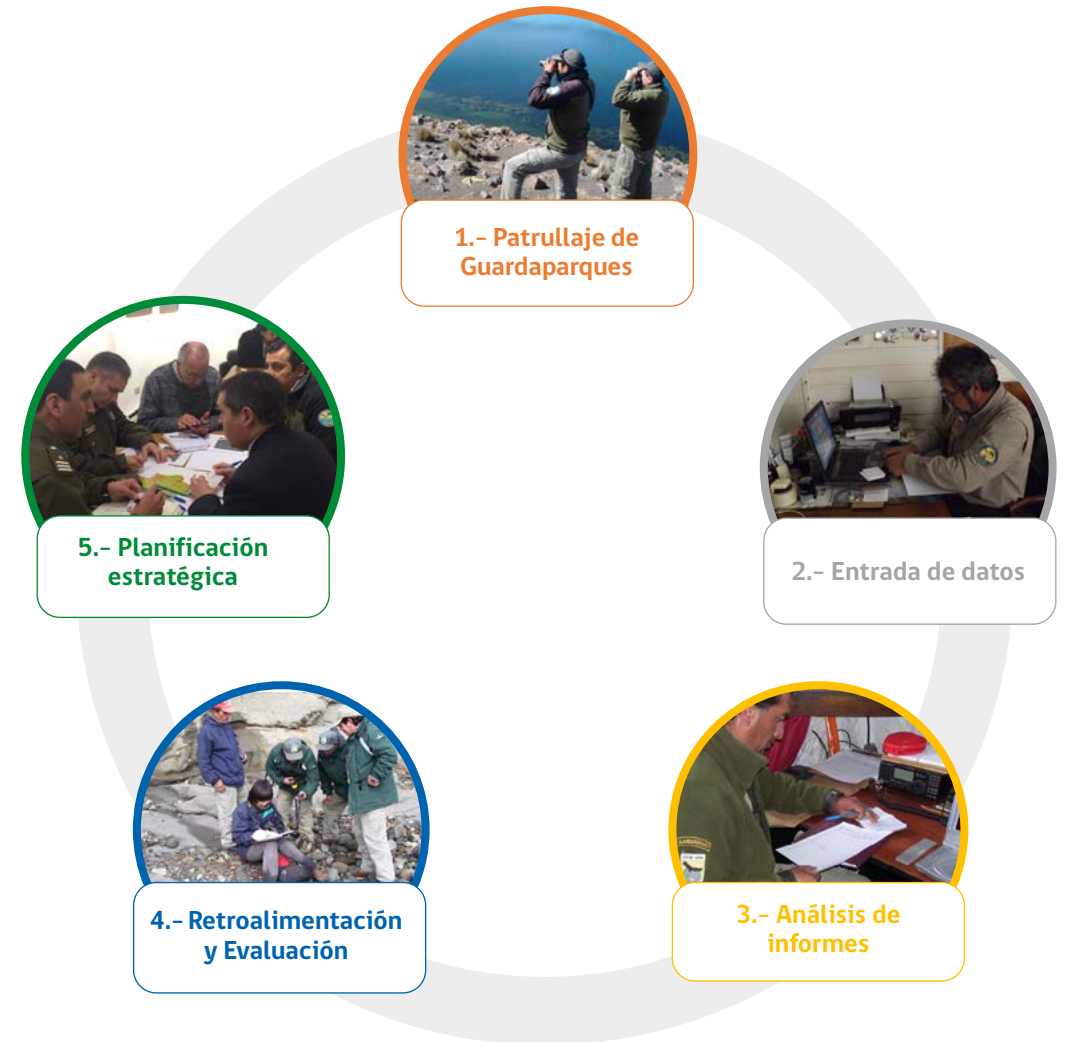 1.- Patrullaje de
Guardaparques
2.- Entrada de datos
3.- Análisis de
informes
4.- Retroalimentación
y Evaluación
5.- Planificación
estratégica